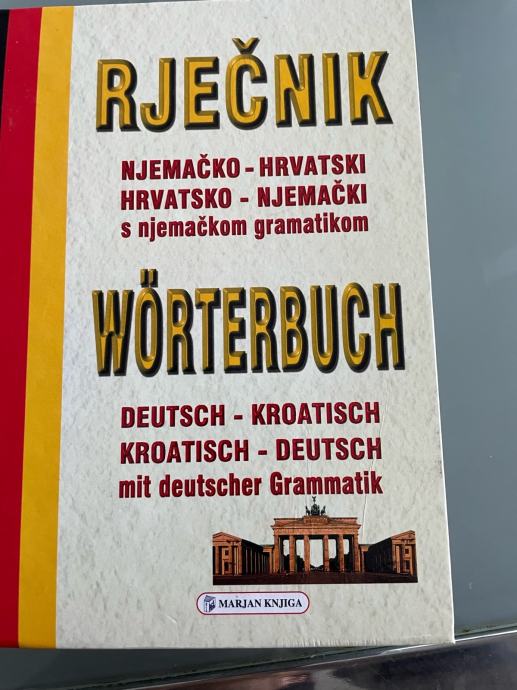 RJEČNIK
NJEMAČKO - HRVATSKI
HRVATSKO - NJEMAČKI
s njemačkom gramatikom
WÖRTERBUCH
DEUTSCH - KROATISCH
KROATISCH - DEUTSCH
mit deutscher Grammatik
MARJAN KNJIGA